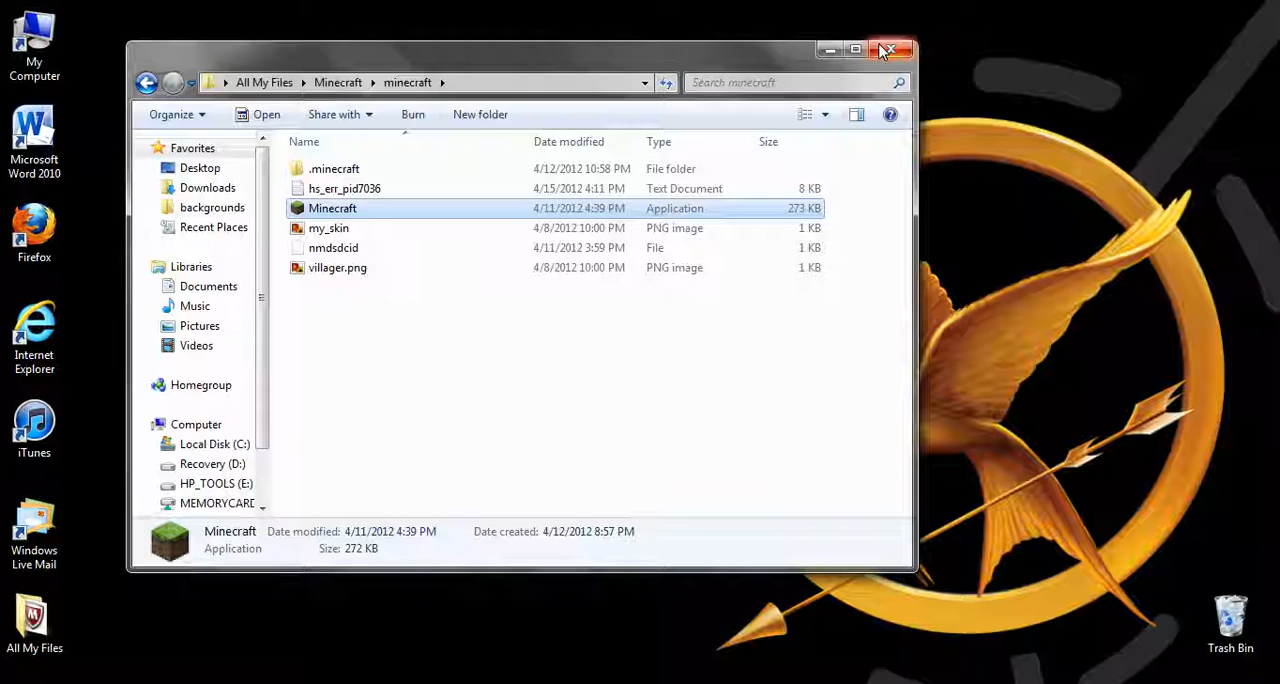 My
Computer
Microsoft
Word 2010
Firefox
Internet
Explorer
iTunes
Windows
Live Mail
All My Files
All My Files Minecraft minecraft
Search minecraft
Organize Open Share with Burn New folder
Name Date modified Type Size
Favorites
Desktop
Downloads
backgrounds
Recent Places
Libraries
Documents
Music
Pictures
Videos
Homegroup
Computer
Local Disk (C:)
Recovery (D:)
HP_TOOLS (E:)
MEMORYCARD
.minecraft 4/12/2012 10:58 PM File folder
hs_err_pid7036 4/15/2012 4:11 PM Text Document 8 KB
Minecraft 4/11/2012 4:39 PM Application 273 KB
my_skin 4/8/2012 10:00 PM PNG image 1 KB
nmdsdcid 4/11/2012 3:59 PM File 1 KB
villager.png 4/8/2012 10:00 PM PNG image 1 KB
Minecraft Date modified: 4/11/2012 4:39 PM Date created: 4/12/2012 8:57 PM
Application Size: 272 KB
Trash Bin